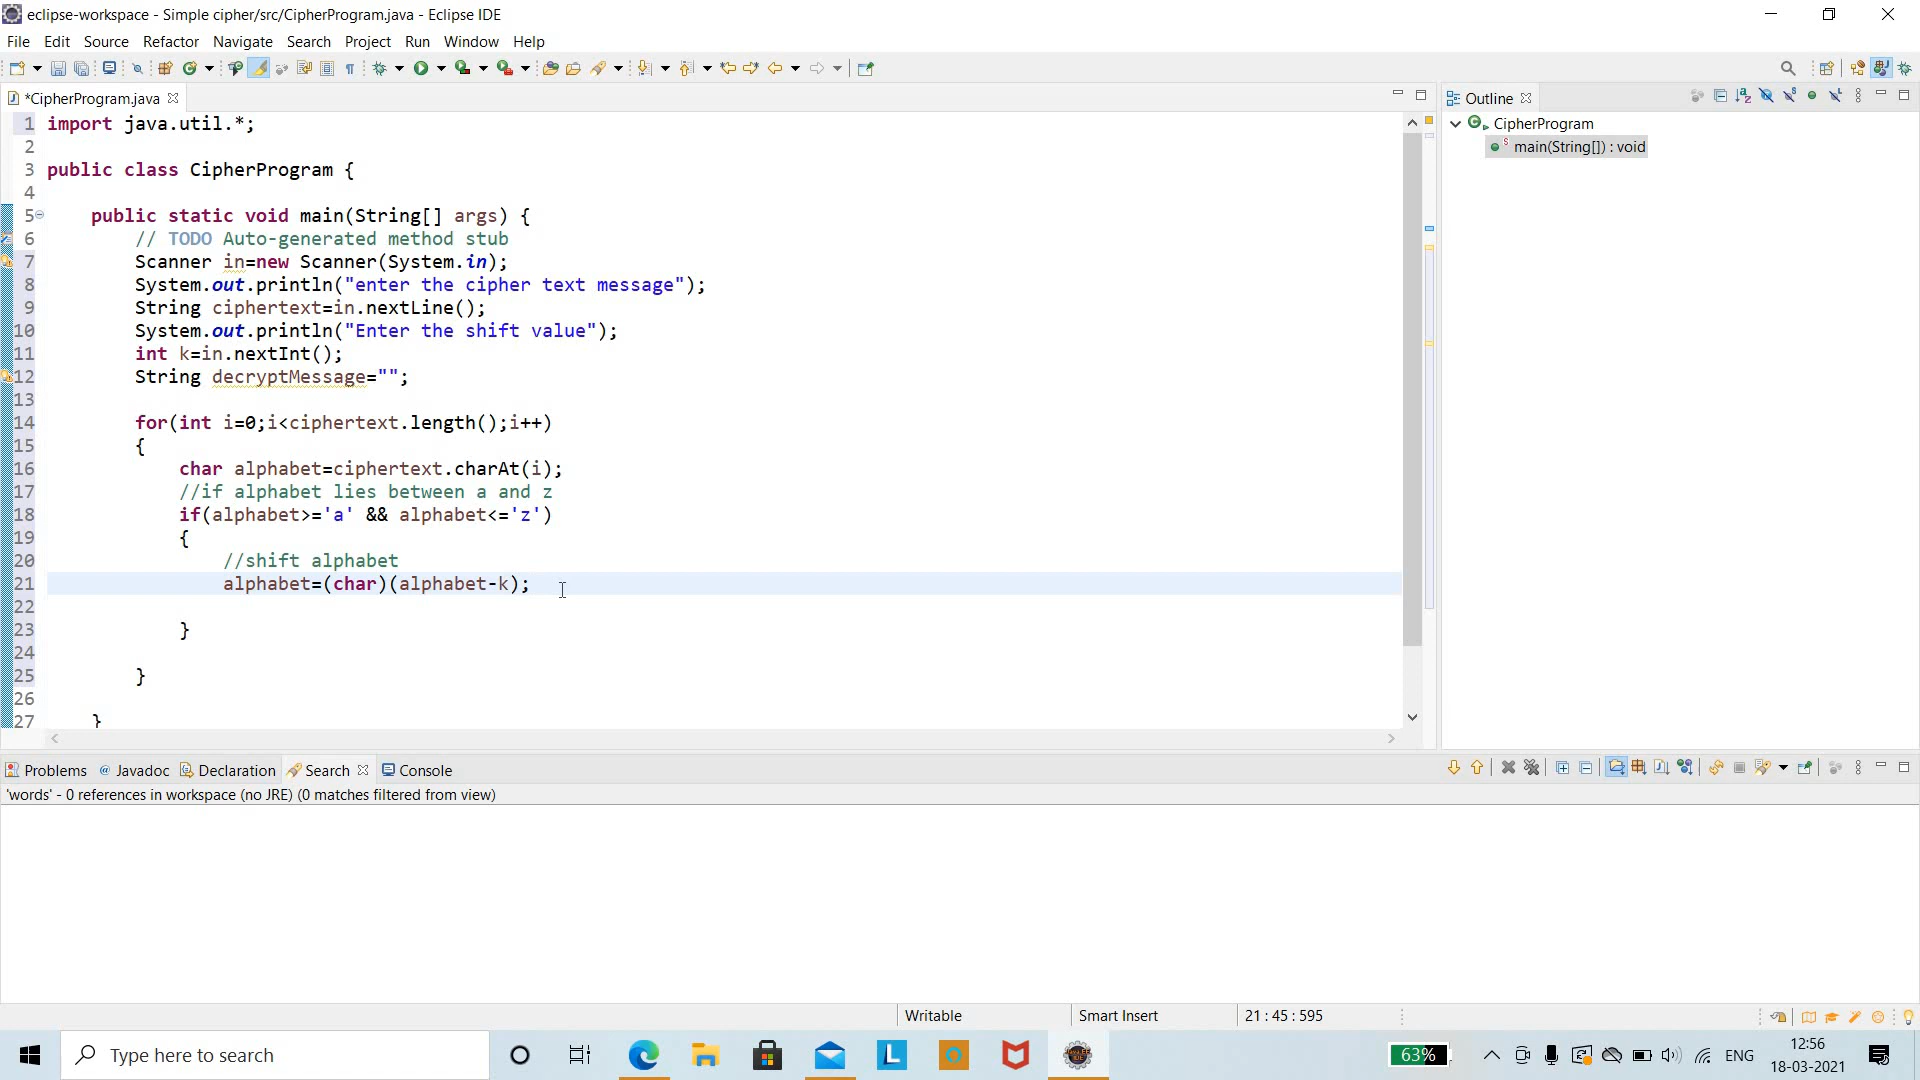 eclipse-workspace - Simple cipher/src/CipherProgram.java - Eclipse IDE
File Edit Source Refactor Navigate Search Project Run Window Help
*CipherProgram.java
1 import java.util.*;
2
3 public class CipherProgram {
4
5 public static void main(String[] args) {
6 // TODO Auto-generated method stub
7 Scanner in=new Scanner(System.in);
8 System.out.println("enter the cipher text message");
9 String ciphertext=in.nextLine();
10 System.out.println("Enter the shift value");
11 int k=in.nextInt();
12 String decryptMessage="";
13
14 for(int i=0;i<ciphertext.length();i++)
15 {
16 char alphabet=ciphertext.charAt(i);
17 //if alphabet lies between a and z
18 if(alphabet>='a' && alphabet<='z')
19 {
20 //shift alphabet
21 alphabet=(char)(alphabet-k);
22
23 }
24
25 }
26
27 }
Outline
CipherProgram
main(String[]) : void
Problems @ Javadoc Declaration Search Console
'words' - 0 references in workspace (no JRE) (0 matches filtered from view)
Writable Smart Insert 21 : 45 : 595
Type here to search
63%
ENG
12:56
18-03-2021